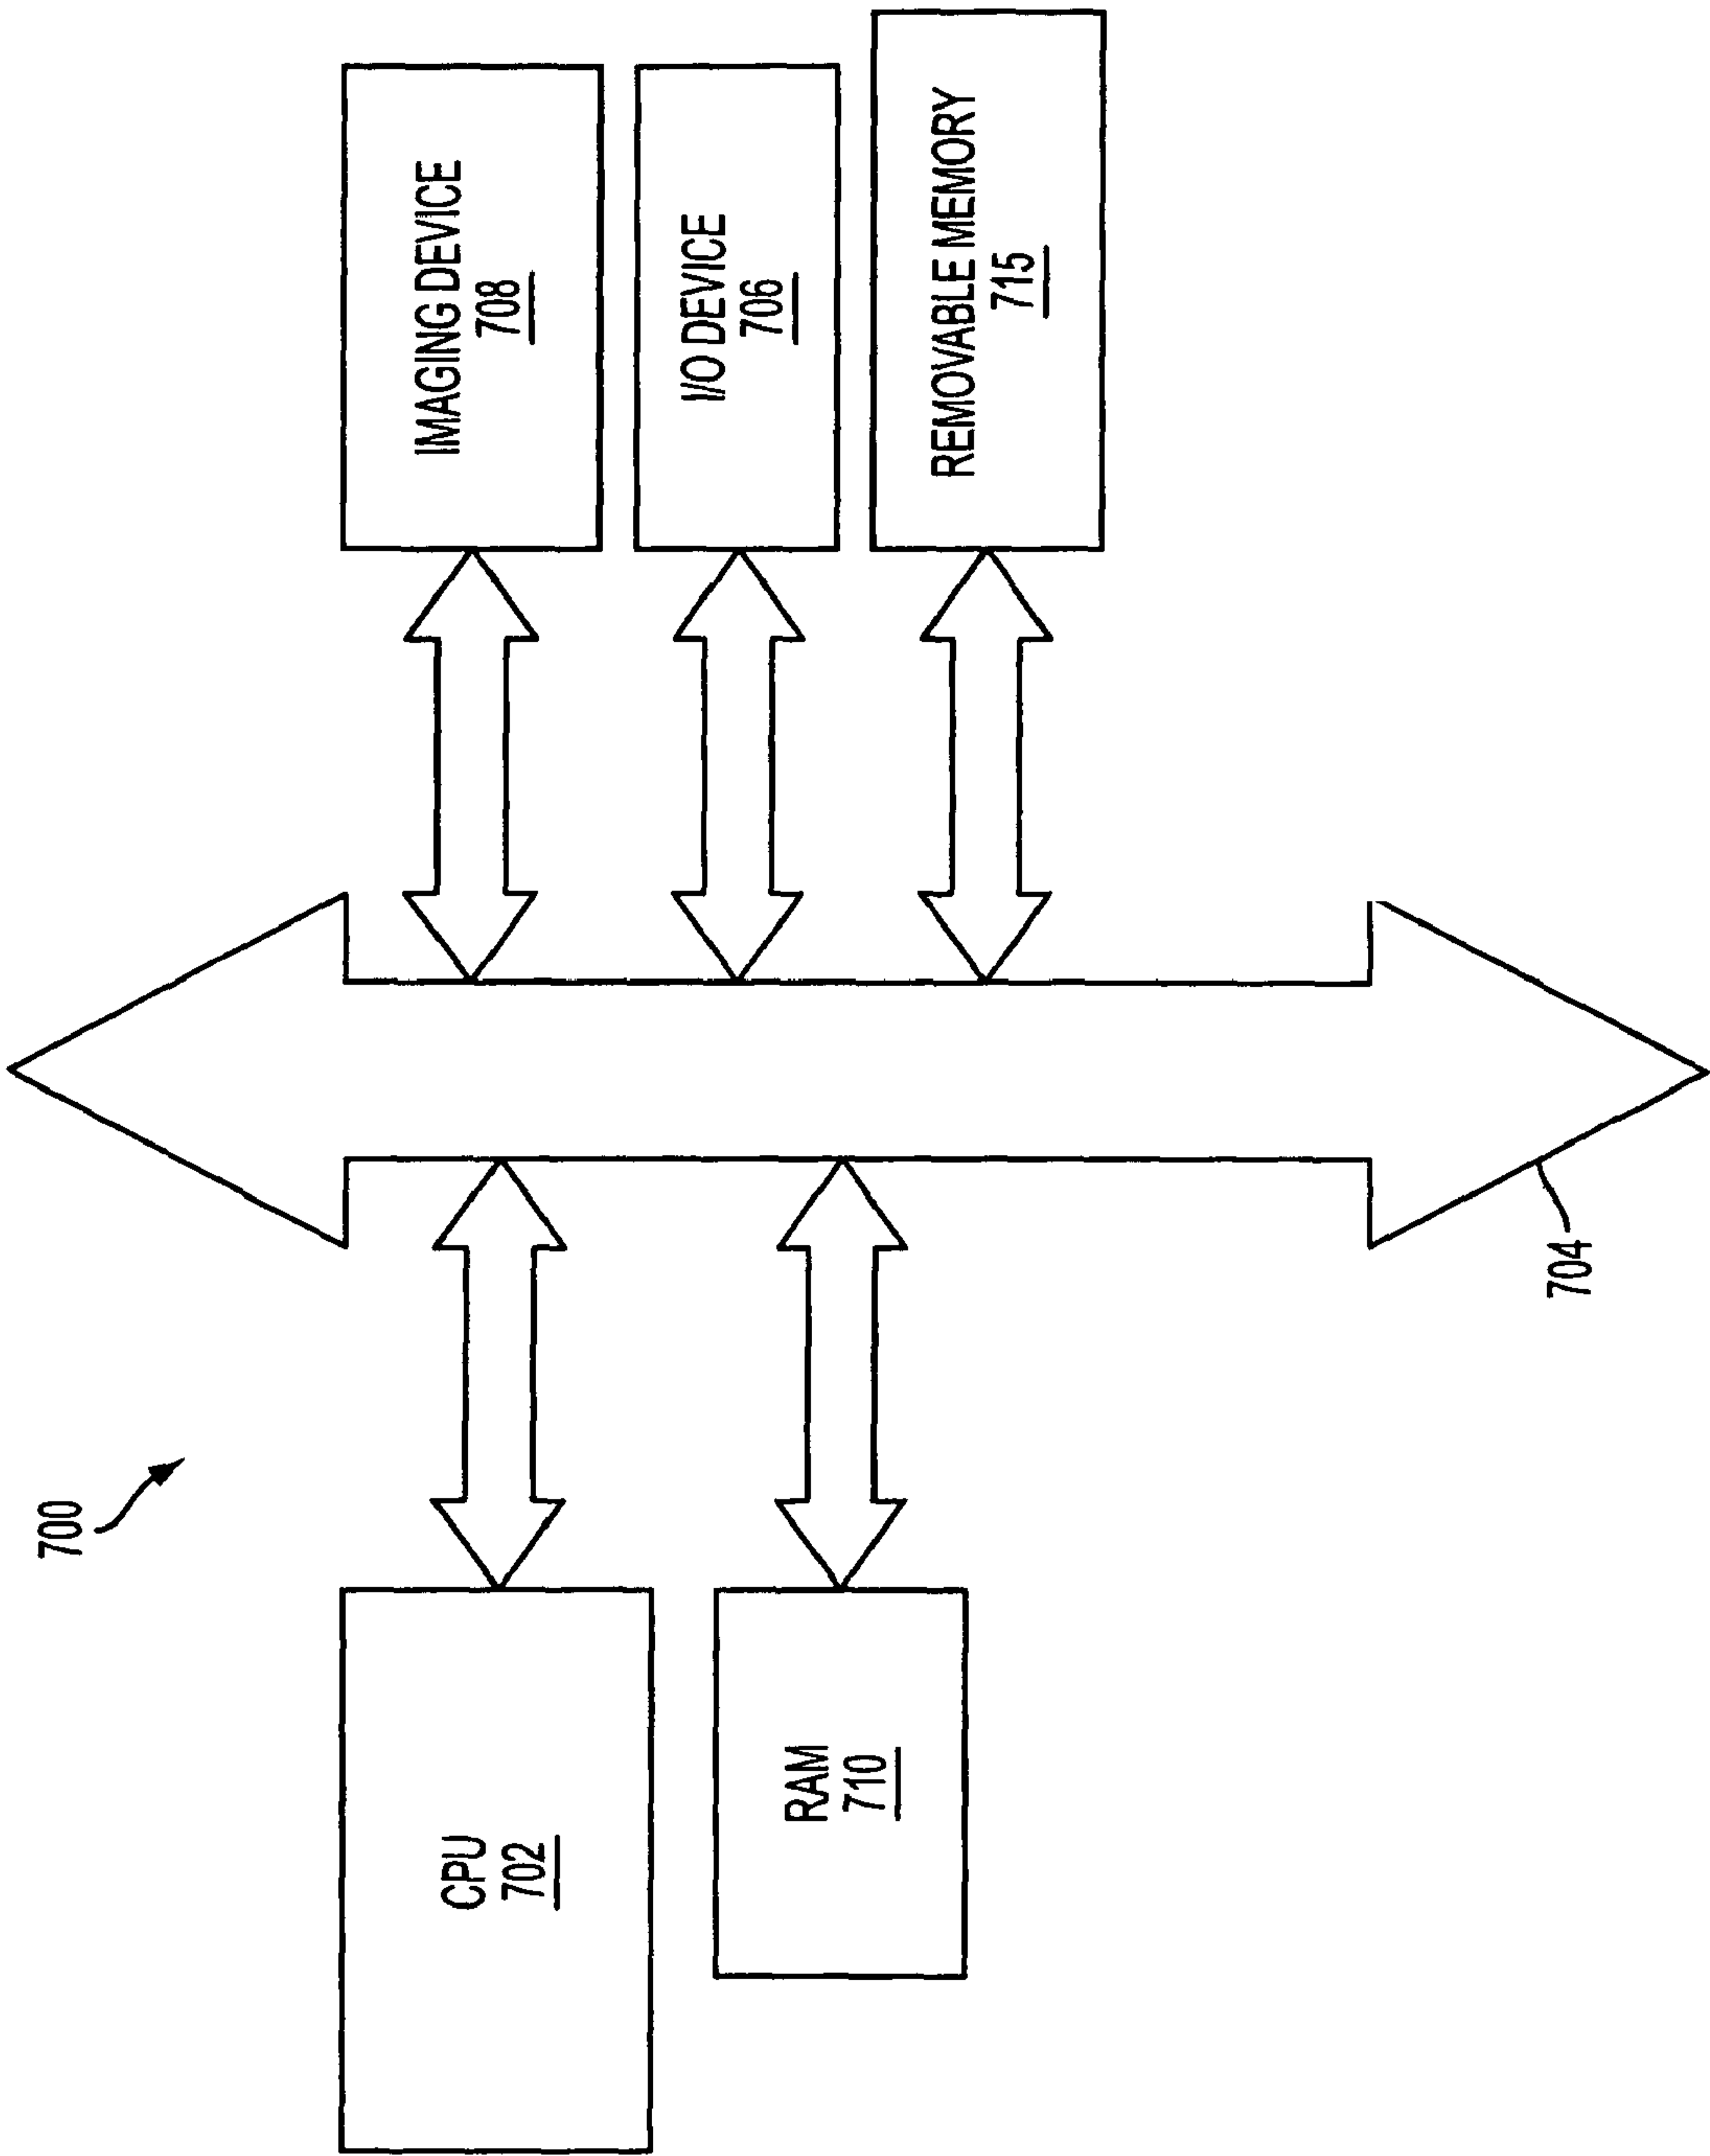 700
CPU
702
RAM
710
704
IMAGING DEVICE
708
I/O DEVICE
706
REMOVABLE MEMORY
715